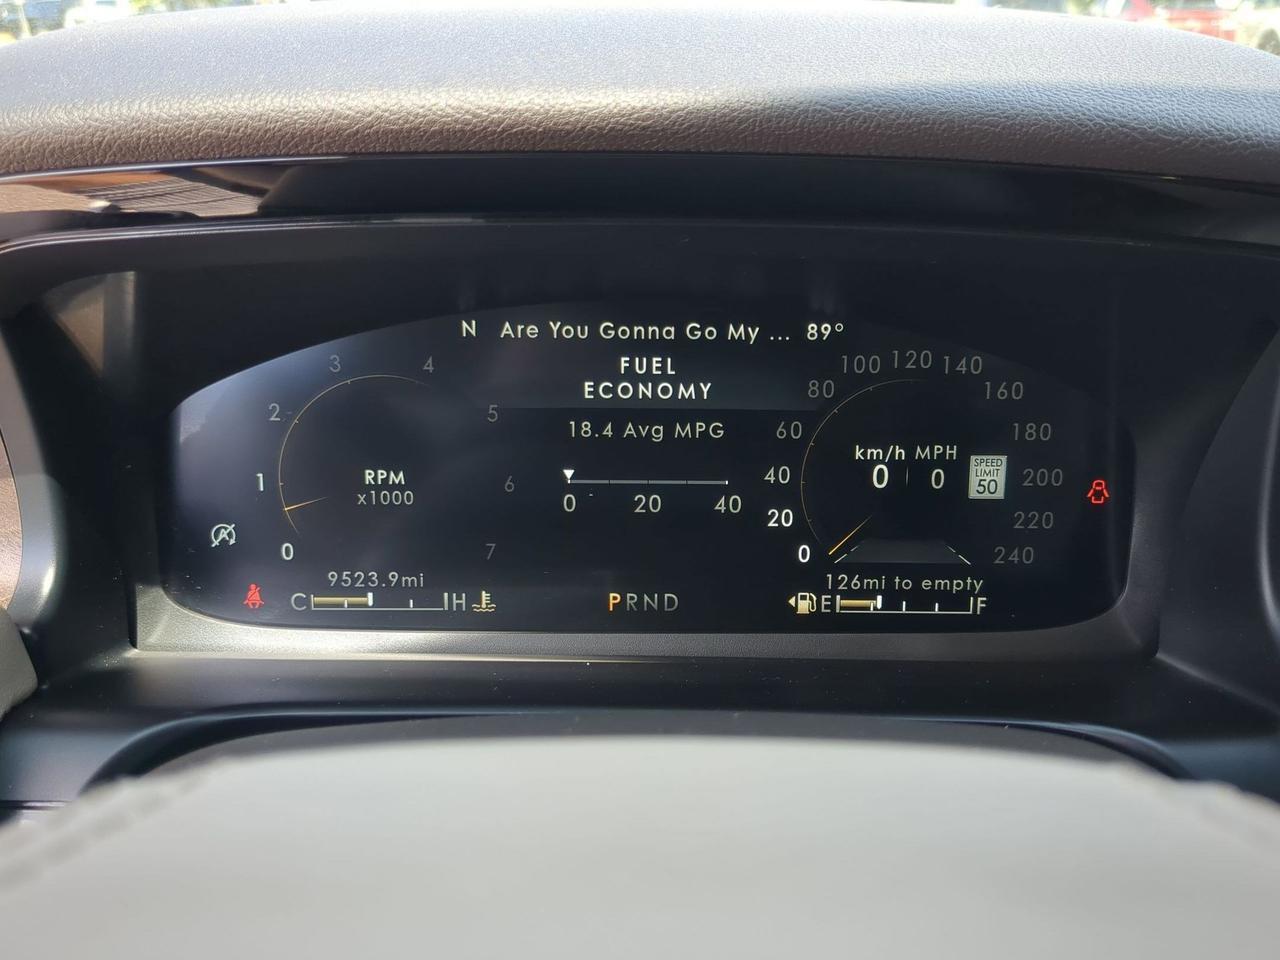 N Are You Gonna Go My ... 89°
FUEL
ECONOMY
18.4 Avg MPG
0 20 40
0
1
2
3
4
5
6
7
RPM
x1000
0
20
40
60
80
100
120
140
160
180
200
220
240
km/h MPH
0 0
SPEED
LIMIT
50
A
9523.9mi
C H
PRND
126mi to empty
E F